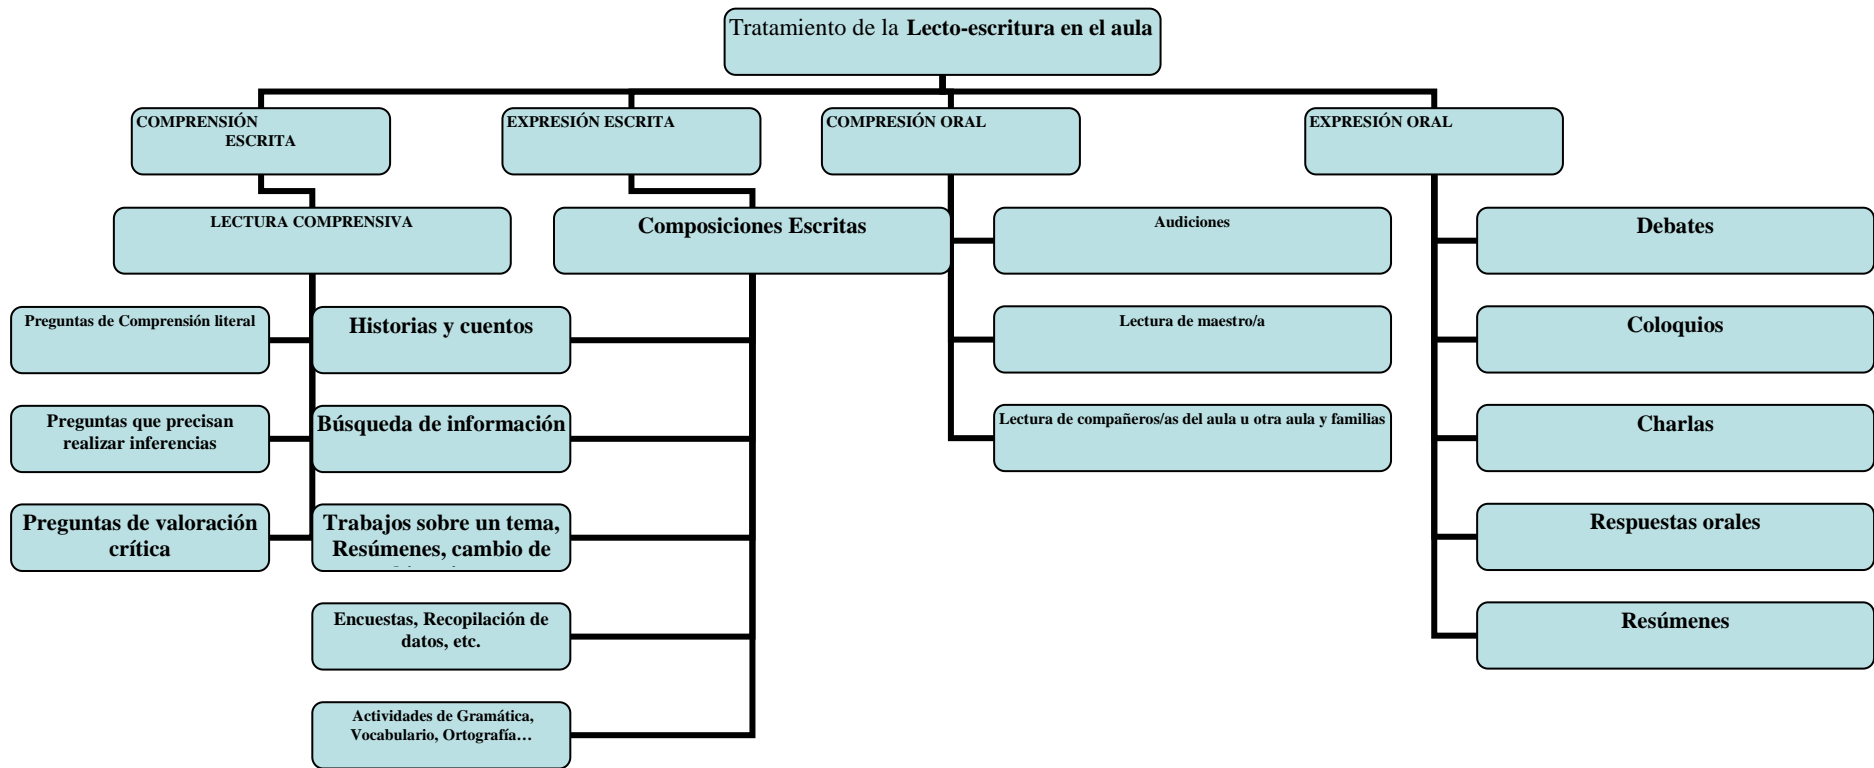 Tratamiento de la Lecto-escritura en el aula
COMPRENSIÓN
ESCRITA
EXPRESIÓN ESCRITA
COMPRESIÓN ORAL
EXPRESIÓN ORAL
LECTURA COMPRENSIVA
Composiciones Escritas
Audiciones
Debates
Preguntas de Comprensión literal
Historias y cuentos
Lectura de maestro/a
Coloquios
Preguntas que precisan
realizar inferencias
Búsqueda de información
Lectura de compañeros/as del aula u otra aula y familias
Charlas
Preguntas de valoración
crítica
Trabajos sobre un tema,
Resúmenes, cambio de
Respuestas orales
Encuestas, Recopilación de
datos, etc.
Resúmenes
Actividades de Gramática,
Vocabulario, Ortografía…